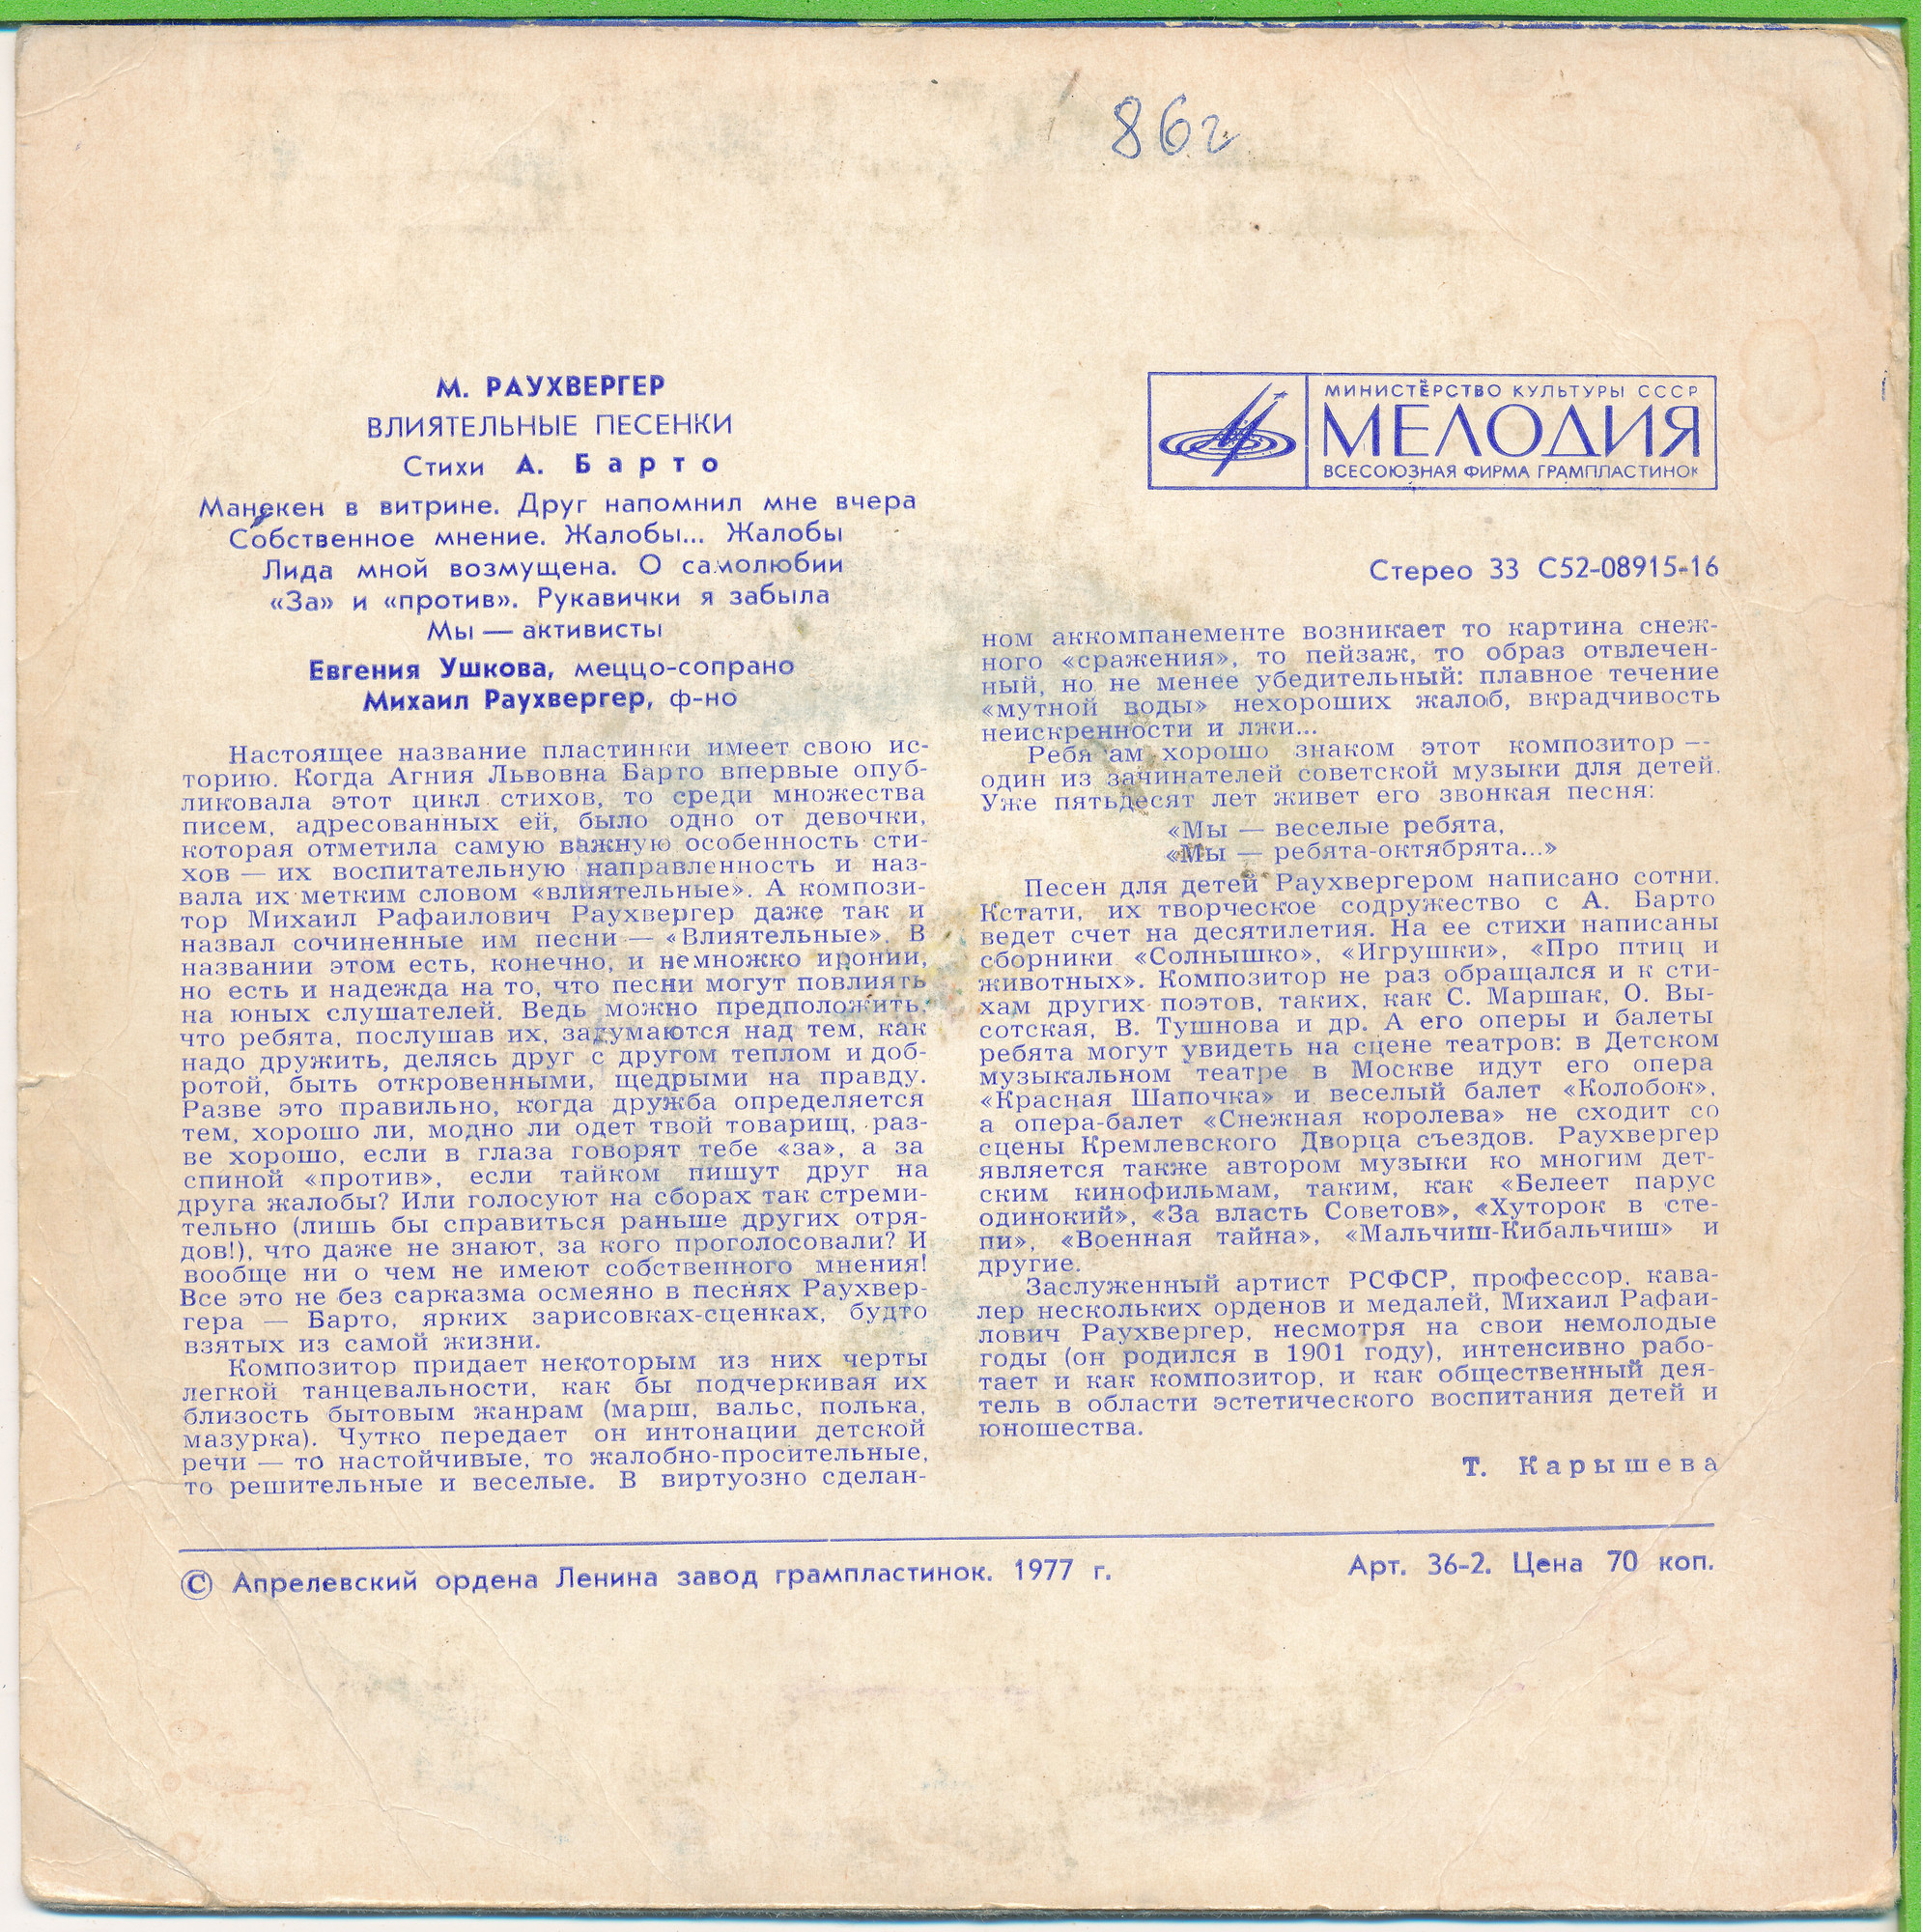 86г
М. РАУХВЕРГЕР
ВЛИЯТЕЛЬНЫЕ ПЕСЕНКИ
Стихи А. Барто
Манекен в витрине. Друг напомнил мне вчера
Собственное мнение. Жалобы... Жалобы
Лида мной возмущена. О самолюбии
«За» и «против». Рукавички я забыла
Мы — активисты
Евгения Ушкова, меццо-сопрано
Михаил Раухвергер, ф-но
Настоящее название пластинки имеет свою ис-
торию. Когда Агния Львовна Барто впервые опуб-
ликовала этот цикл стихов, то среди множества
писем, адресованных ей, было одно от девочки,
которая отметила самую важную особенность сти-
хов — их воспитательную направленность и наз-
вала их метким словом «влиятельные». А компози-
тор Михаил Рафаилович Раухвергер даже так и
назвал сочиненные им песни — «Влиятельные». В
названии этом есть, конечно, и немножко иронии,
но есть и надежда на то, что песни могут повлиять
на юных слушателей. Ведь можно предположить,
что ребята, послушав их, задумаются над тем, как
надо дружить, делясь друг с другом теплом и доб-
ротой, быть откровенными, щедрыми на правду.
Разве это правильно, когда дружба определяется
тем, хорошо ли, модно ли одет твой товарищ, раз-
ве хорошо, если в глаза говорят тебе «за», а за
спиной «против», если тайком пишут друг на
друга жалобы? Или голосуют на сборах так стреми-
тельно (лишь бы справиться раньше других отря-
дов!), что даже не знают, за кого проголосовали? И
вообще ни о чем не имеют собственного мнения!
Все это не без сарказма осмеяно в песнях Раухвер-
гера — Барто, ярких зарисовках-сценках, будто
взятых из самой жизни.
Композитор придает некоторым из них черты
легкой танцевальности, как бы подчеркивая их
близость бытовым жанрам (марш, вальс, полька,
мазурка). Чутко передает он интонации детской
речи — то настойчивые, то жалобно-просительные,
то решительные и веселые. В виртуозно сделан-
МИНИСТЕРСТВО КУЛЬТУРЫ СССР
МЕЛОДИЯ
ВСЕСОЮЗНАЯ ФИРМА ГРАМПЛАСТИНОК
Стерео 33 С52-08915-16
ном аккомпанементе возникает то картина снеж-
ного «сражения», то пейзаж, то образ отвлечен-
ный, но не менее убедительный: плавное течение
«мутной воды» нехороших жалоб, вкрадчивость
неискренности и лжи...
Ребятам хорошо знаком этот композитор —
один из зачинателей советской музыки для детей.
Уже пятьдесят лет живет его звонкая песня:
«Мы — веселые ребята,
«Мы — ребята-октябрята...»
Песен для детей Раухвергером написано сотни.
Кстати, их творческое содружество с А. Барто
ведет счет на десятилетия. На ее стихи написаны
сборники «Солнышко», «Игрушки», «Про птиц и
животных». Композитор не раз обращался и к сти-
хам других поэтов, таких, как С. Маршак, О. Вы-
сотская, В. Тушнова и др. А его оперы и балеты
ребята могут увидеть на сцене театров: в Детском
музыкальном театре в Москве идут его опера
«Красная Шапочка» и веселый балет «Колобок»,
а опера-балет «Снежная королева» не сходит со
сцены Кремлевского Дворца съездов. Раухвергер
является также автором музыки ко многим дет-
ским кинофильмам, таким, как «Белеет парус
одинокий», «За власть Советов», «Хуторок в сте-
пи», «Военная тайна», «Мальчиш-Кибальчиш» и
другие.
Заслуженный артист РСФСР, профессор, кава-
лер нескольких орденов и медалей, Михаил Рафаи-
лович Раухвергер, несмотря на свои немолодые
годы (он родился в 1901 году), интенсивно рабо-
тает и как композитор, и как общественный дея-
тель в области эстетического воспитания детей и
юношества.
Т. Карышева
© Апрелевский ордена Ленина завод грампластинок. 1977 г.
Арт. 36-2. Цена 70 коп.